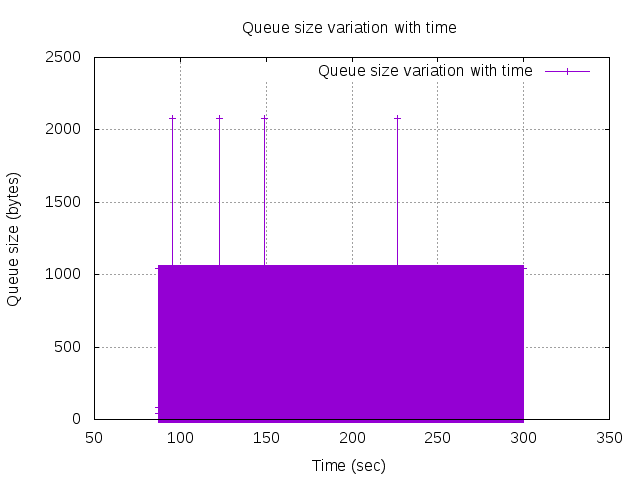 Queue size variation with time
Queue size variation with time
2500
2000
1500
1000
500
0
Queue size (bytes)
50 100 150 200 250 300 350
Time (sec)